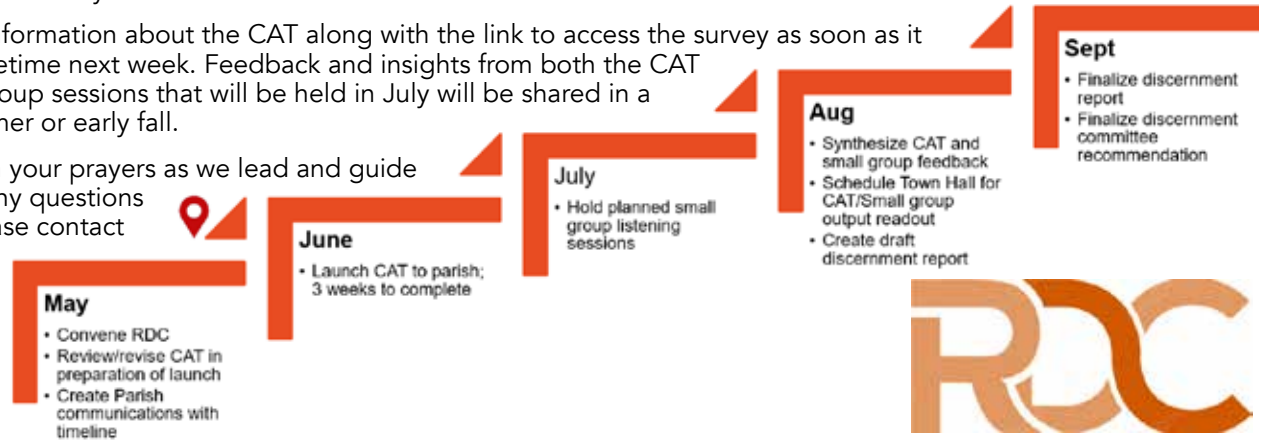 formation about the CAT along with the link to access the survey as soon as it
etime next week. Feedback and insights from both the CAT
oup sessions that will be held in July will be shared in a
ner or early fall.
your prayers as we lead and guide
ny questions
ase contact
May
• Convene RDC
• Review/revise CAT in
preparation of launch
• Create Parish
communications with
timeline
June
• Launch CAT to parish;
3 weeks to complete
July
• Hold planned small
group listening
sessions
Aug
• Synthesize CAT and
small group feedback
• Schedule Town Hall for
CAT/Small group
output readout
• Create draft
discernment report
Sept
• Finalize discernment
report
• Finalize discernment
committee
recommendation
RDC